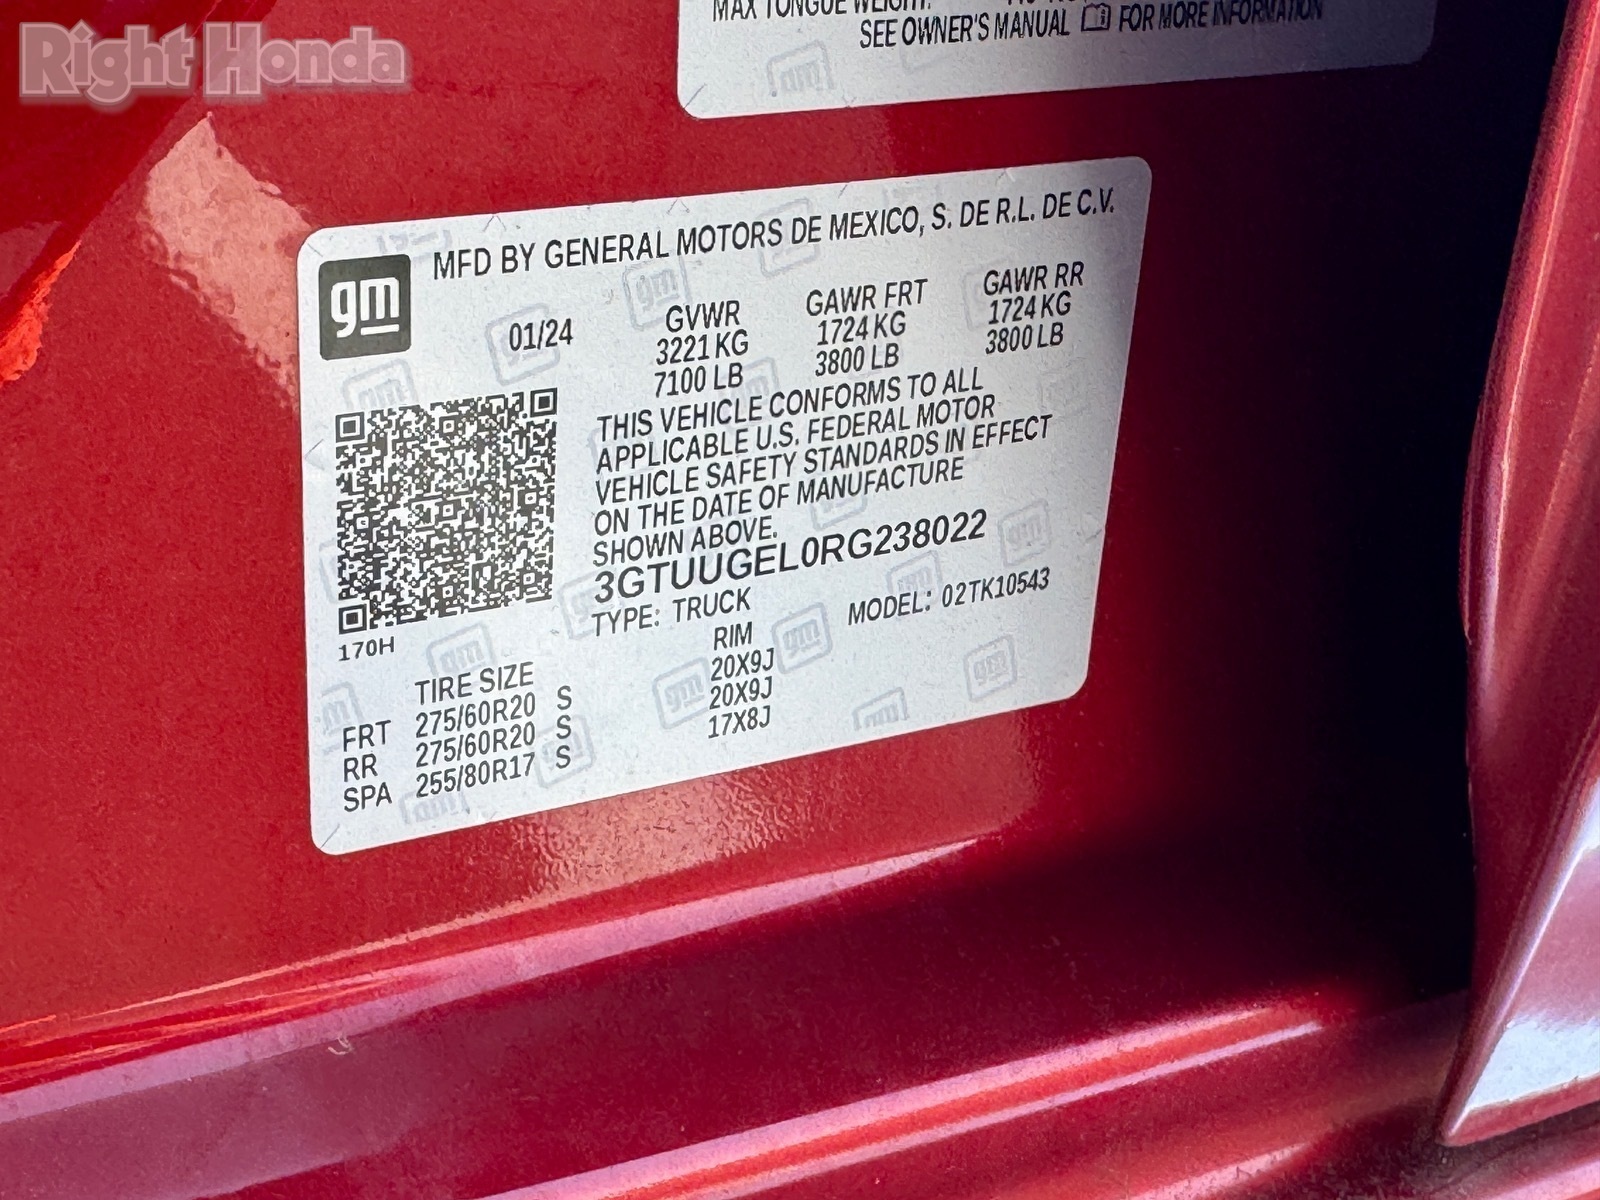 Right Honda
MAX TONGUE WEIGHT:
SEE OWNER'S MANUAL FOR MORE INFORMATION
gm
MFD BY GENERAL MOTORS DE MEXICO, S. DE R.L. DE C.V.
01/24 GVWR GAWR FRT GAWR RR
3221 KG 1724 KG 1724 KG
7100 LB 3800 LB 3800 LB
THIS VEHICLE CONFORMS TO ALL
APPLICABLE U.S. FEDERAL MOTOR
VEHICLE SAFETY STANDARDS IN EFFECT
ON THE DATE OF MANUFACTURE
SHOWN ABOVE.
3GTUUGEL0RG238022
TYPE: TRUCK MODEL: 02TK10543
170H
TIRE SIZE RIM
FRT 275/60R20 S 20X9J
RR 275/60R20 S 20X9J
SPA 255/80R17 S 17X8J